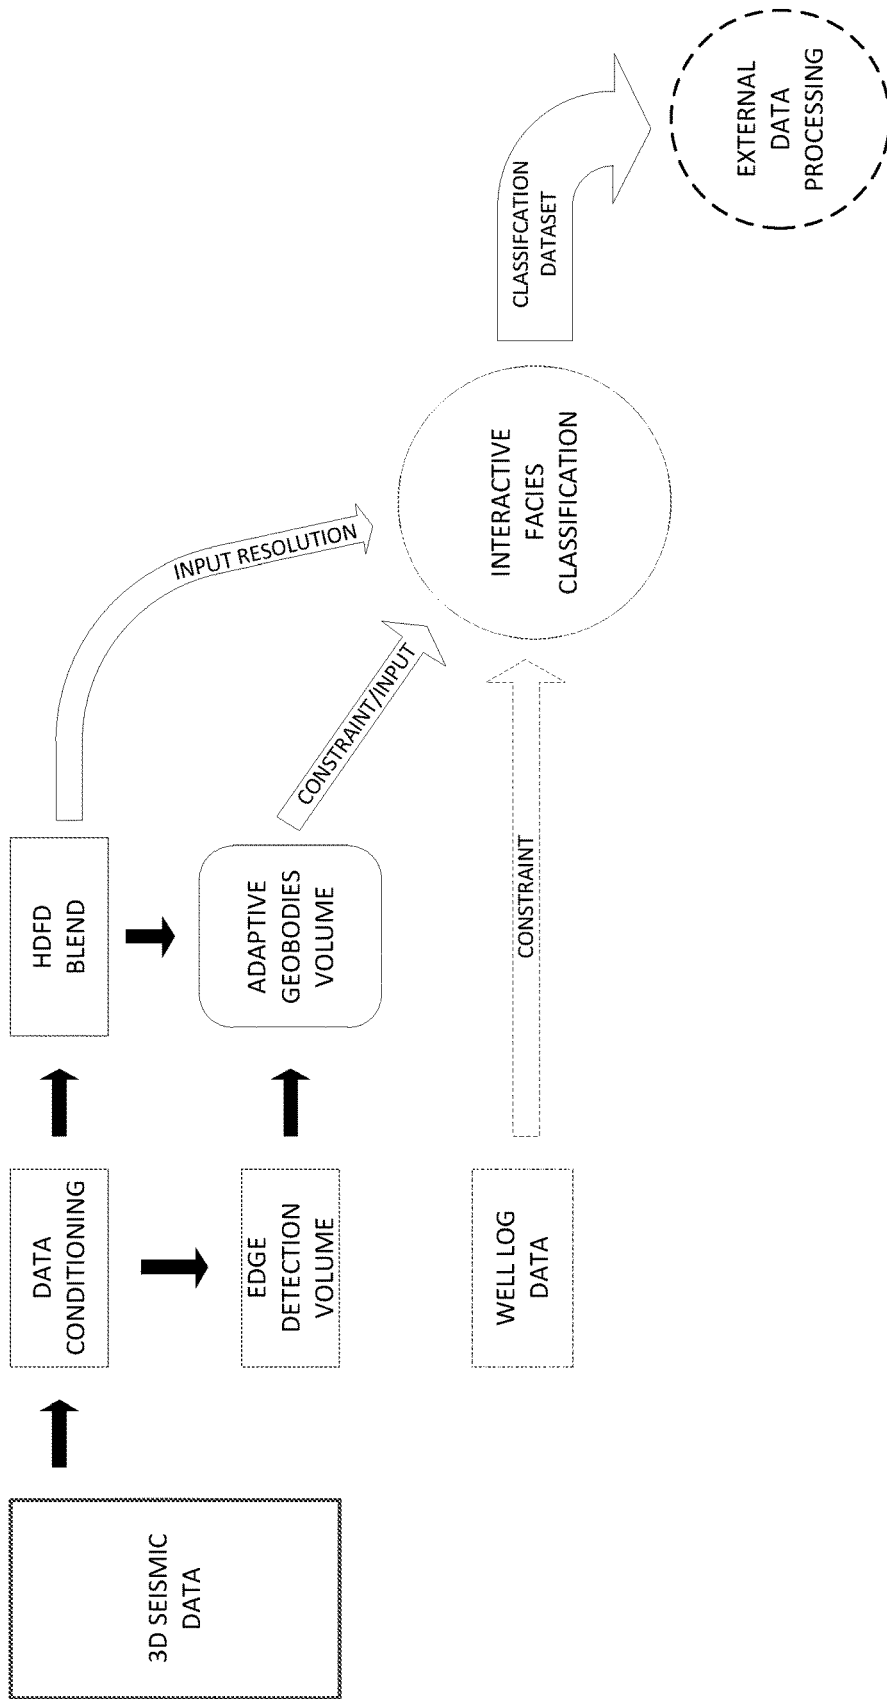 3D SEISMIC
DATA
DATA
CONDITIONING
HDFD
BLEND
EDGE
DETECTION
VOLUME
ADAPTIVE
GEOBODIES
VOLUME
WELL LOG
DATA
INPUT RESOLUTION
CONSTRAINT/INPUT
CONSTRAINT
INTERACTIVE
FACIES
CLASSIFICATION
CLASSIFCATION
DATASET
EXTERNAL
DATA
PROCESSING